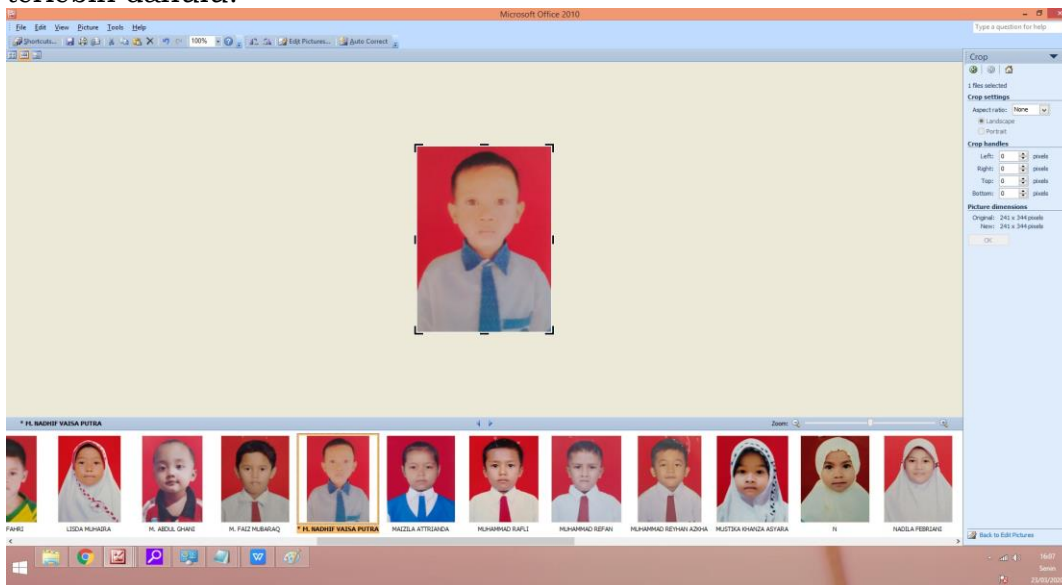 Microsoft Office 2010
File Edit View Picture Tools Help
Type a question for help
Shortcuts... 100% Edit Pictures... Auto Correct
Crop
1 files selected
Crop settings
Aspect ratio: None
Landscape
Portrait
Crop handles
Left: 0 pixels
Right: 0 pixels
Top: 0 pixels
Bottom: 0 pixels
Picture dimensions
Original: 241 x 344 pixels
New: 241 x 344 pixels
OK
* M. NADHIF VAISA PUTRA
Zoom:
FAHRI LISDA MUHAIRA M. ABDUL GHANI M. FAIZ MUBARAQ * M. NADHIF VAISA PUTRA MAIZILA ATTRIANDA MUHAMMAD RAFLI MUHAMMAD REFAN MUHAMMAD REYHAN AZKHA MUSTIKA KHANZA ASYARA N NADILA FEBRIANI
Back to Edit Pictures
16:07
Senin